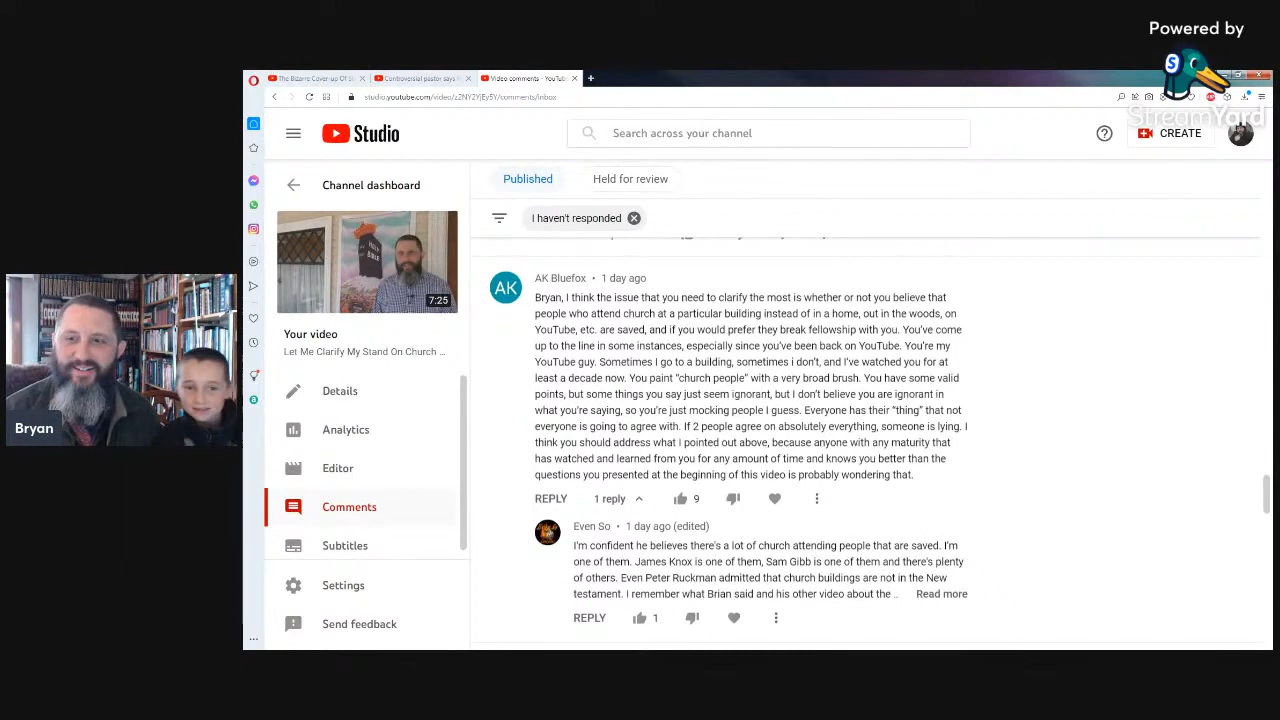 Powered by
StreamYard
The Bizarre Cover-up Of Si
Controversial pastor says
Video comments - YouTube
studio.youtube.com/video/z2NY2YjEy5Y/comments/inbox
Studio
Search across your channel
CREATE
Channel dashboard
7:25
Your video
Let Me Clarify My Stand On Church ...
Details
Analytics
Editor
Comments
Subtitles
Settings
Send feedback
Published
Held for review
I haven't responded
AK
AK Bluefox • 1 day ago
Bryan, I think the issue that you need to clarify the most is whether or not you believe that
people who attend church at a particular building instead of in a home, out in the woods, on
YouTube, etc. are saved, and if you would prefer they break fellowship with you. You've come
up to the line in some instances, especially since you've been back on YouTube. You're my
YouTube guy. Sometimes I go to a building, sometimes i don't, and I've watched you for at
least a decade now. You paint "church people" with a very broad brush. You have some valid
points, but some things you say just seem ignorant, but I don't believe you are ignorant in
what you're saying, so you're just mocking people I guess. Everyone has their "thing" that not
everyone is going to agree with. If 2 people agree on absolutely everything, someone is lying. I
think you should address what I pointed out above, because anyone with any maturity that
has watched and learned from you for any amount of time and knows you better than the
questions you presented at the beginning of this video is probably wondering that.
REPLY
1 reply
9
Even So • 1 day ago (edited)
I'm confident he believes there's a lot of church attending people that are saved. I'm
one of them. James Knox is one of them, Sam Gibb is one of them and there's plenty
of others. Even Peter Ruckman admitted that church buildings are not in the New
testament. I remember what Brian said and his other video about the ... Read more
REPLY
1
HOLY
BIBLE
Bryan